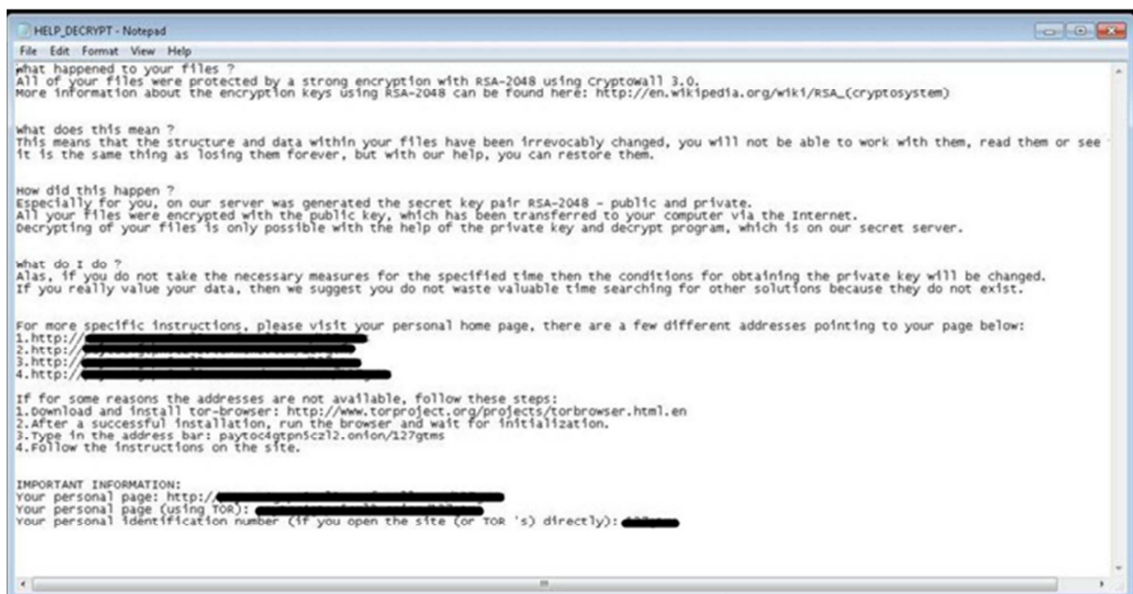 HELP_DECRYPT - Notepad
File Edit Format View Help
What happened to your files ?
All of your files were protected by a strong encryption with RSA-2048 using CryptoWall 3.0.
More information about the encryption keys using RSA-2048 can be found here: http://en.wikipedia.org/wiki/RSA_(cryptosystem)
What does this mean ?
This means that the structure and data within your files have been irrevocably changed, you will not be able to work with them, read them or see
it is the same thing as losing them forever, but with our help, you can restore them.
How did this happen ?
Especially for you, on our server was generated the secret key pair RSA-2048 - public and private.
All your files were encrypted with the public key, which has been transferred to your computer via the Internet.
Decrypting of your files is only possible with the help of the private key and decrypt program, which is on our secret server.
What do I do ?
Alas, if you do not take the necessary measures for the specified time then the conditions for obtaining the private key will be changed.
If you really value your data, then we suggest you do not waste valuable time searching for other solutions because they do not exist.
For more specific instructions, please visit your personal home page, there are a few different addresses pointing to your page below:
1.http://
2.http://
3.http://
4.http://
If for some reasons the addresses are not available, follow these steps:
1.Download and install tor-browser: http://www.torproject.org/projects/torbrowser.html.en
2.After a successful installation, run the browser and wait for initialization.
3.Type in the address bar: paytoc4gtpn5czl2.onion/127gtms
4.Follow the instructions on the site.
IMPORTANT INFORMATION:
Your personal page: http://
Your personal page (using TOR):
Your personal identification number (if you open the site (or TOR 's) directly):